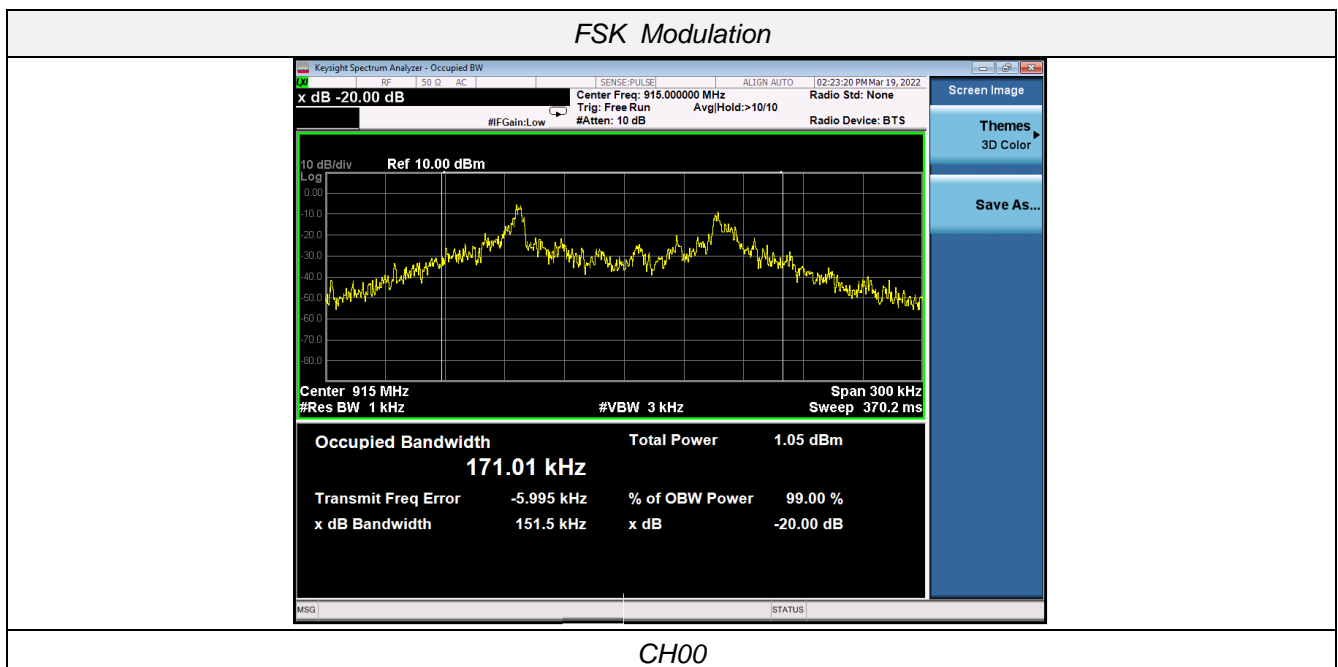 FSK Modulation
Keysight Spectrum Analyzer - Occupied BW
LXI RF 50 Ω AC SENSE:PULSE ALIGN AUTO 02:23:20 PM Mar 19, 2022
x dB -20.00 dB Center Freq: 915.000000 MHz Radio Std: None
Trig: Free Run Avg|Hold:>10/10
#IFGain:Low #Atten: 10 dB Radio Device: BTS
Screen Image
Themes
3D Color
Save As...
10 dB/div Ref 10.00 dBm
Log
0.00
-10.0
-20.0
-30.0
-40.0
-50.0
-60.0
-70.0
-80.0
Center 915 MHz Span 300 kHz
#Res BW 1 kHz #VBW 3 kHz Sweep 370.2 ms
Occupied Bandwidth Total Power 1.05 dBm
171.01 kHz
Transmit Freq Error -5.995 kHz % of OBW Power 99.00 %
x dB Bandwidth 151.5 kHz x dB -20.00 dB
MSG STATUS
CH00